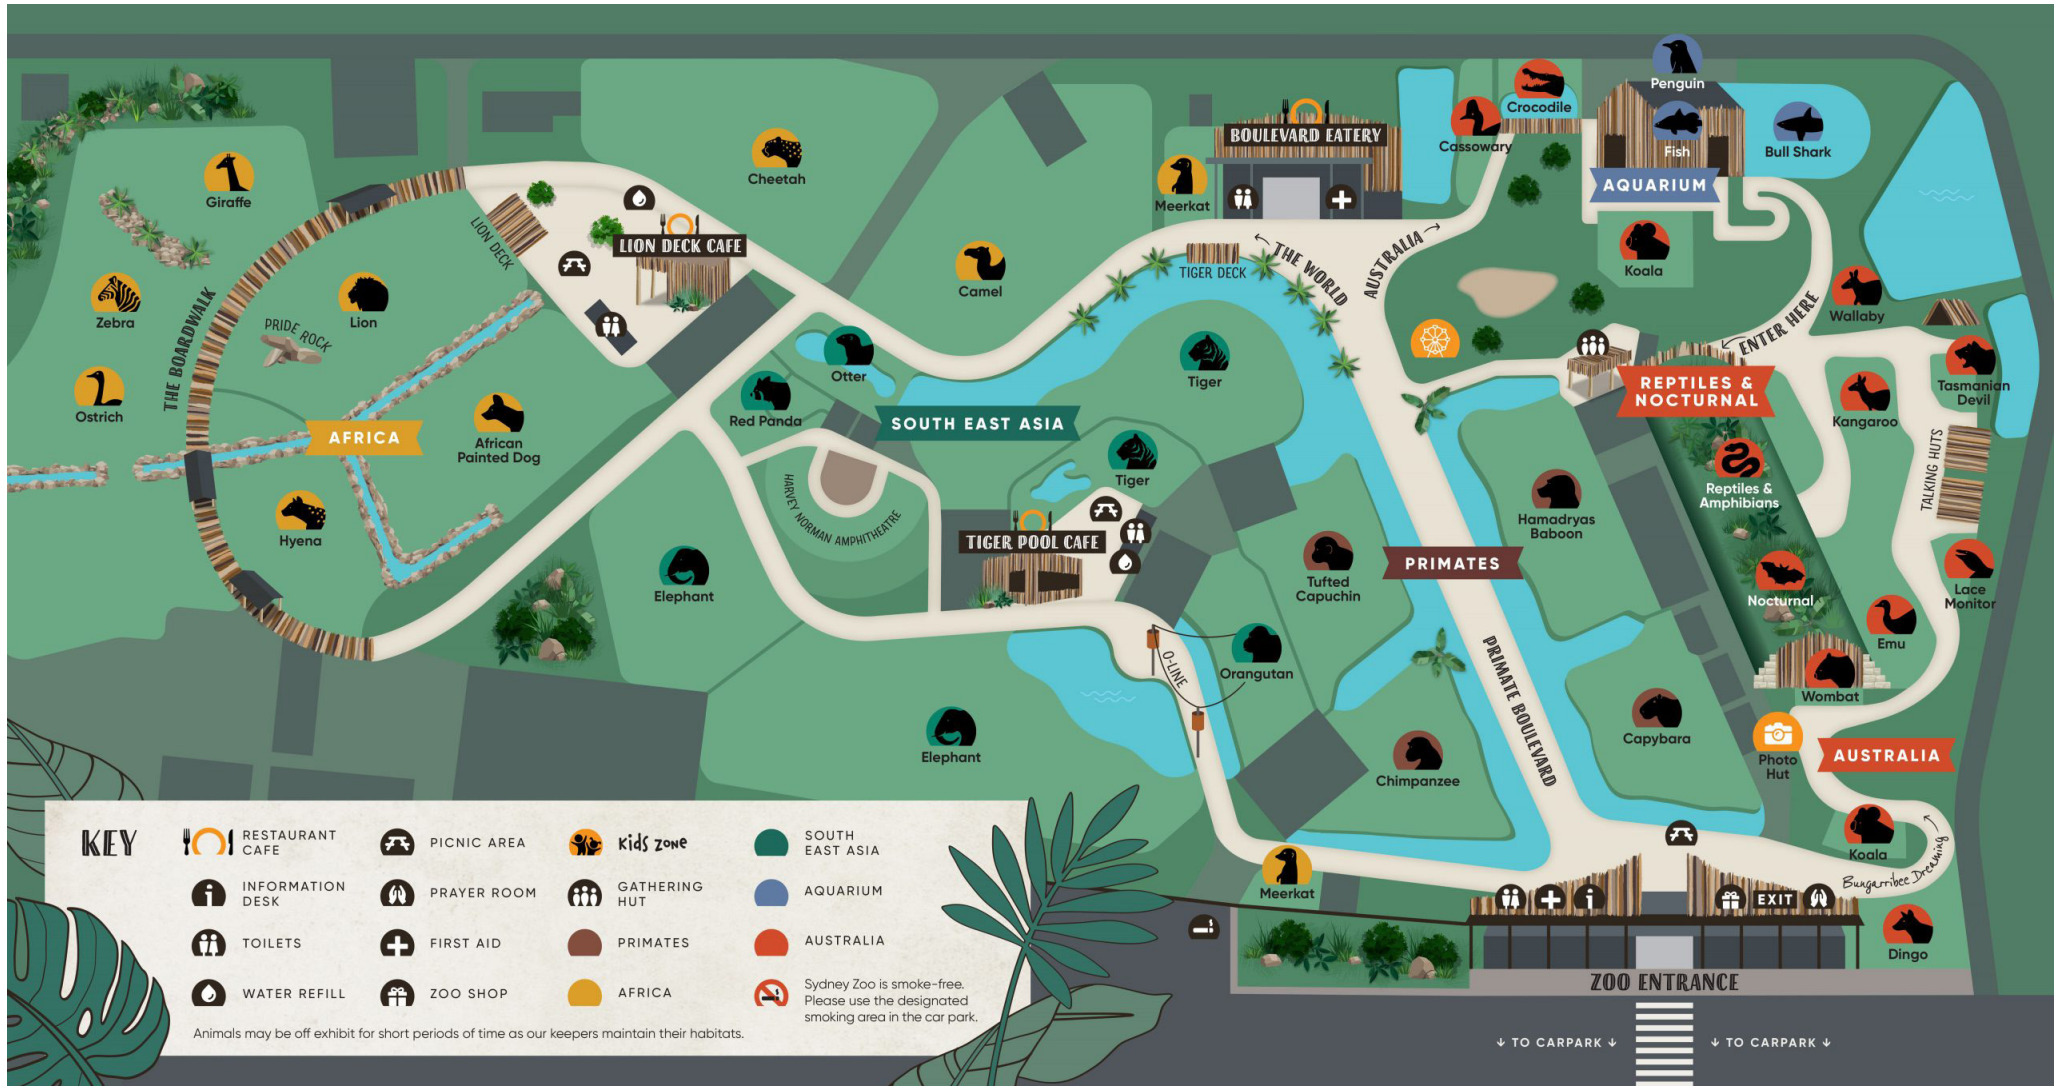 Penguin
Crocodile
BOULEVARD EATERY
Cassowary
Fish
Bull Shark
Cheetah
Giraffe
Meerkat
AQUARIUM
LION DECK
LION DECK CAFE
← THE WORLD
AUSTRALIA →
TIGER DECK
Koala
Camel
Zebra
Lion
PRIDE ROCK
THE BOARDWALK
Wallaby
← ENTER HERE
Otter
Tiger
Ostrich
Red Panda
SOUTH EAST ASIA
REPTILES &
NOCTURNAL
Tasmanian
Devil
Kangaroo
AFRICA
African
Painted Dog
Tiger
TALKING HUTS
Reptiles &
Amphibians
HARVEY NORMAN AMPHITHEATRE
Hamadryas
Baboon
Hyena
TIGER POOL CAFE
PRIMATES
Elephant
Tufted
Capuchin
Nocturnal
Lace
Monitor
Emu
O-LINE
Orangutan
PRIMATE BOULEVARD
Wombat
Elephant
Capybara
Chimpanzee
Photo
Hut
AUSTRALIA
Koala
Bungarribee Dreaming →
Meerkat
EXIT
Dingo
ZOO ENTRANCE
↓ TO CARPARK ↓
↓ TO CARPARK ↓
KEY
RESTAURANT
CAFE
INFORMATION
DESK
TOILETS
WATER REFILL
PICNIC AREA
PRAYER ROOM
FIRST AID
ZOO SHOP
Kids zone
GATHERING
HUT
PRIMATES
AFRICA
SOUTH
EAST ASIA
AQUARIUM
AUSTRALIA
Sydney Zoo is smoke-free.
Please use the designated
smoking area in the car park.
Animals may be off exhibit for short periods of time as our keepers maintain their habitats.